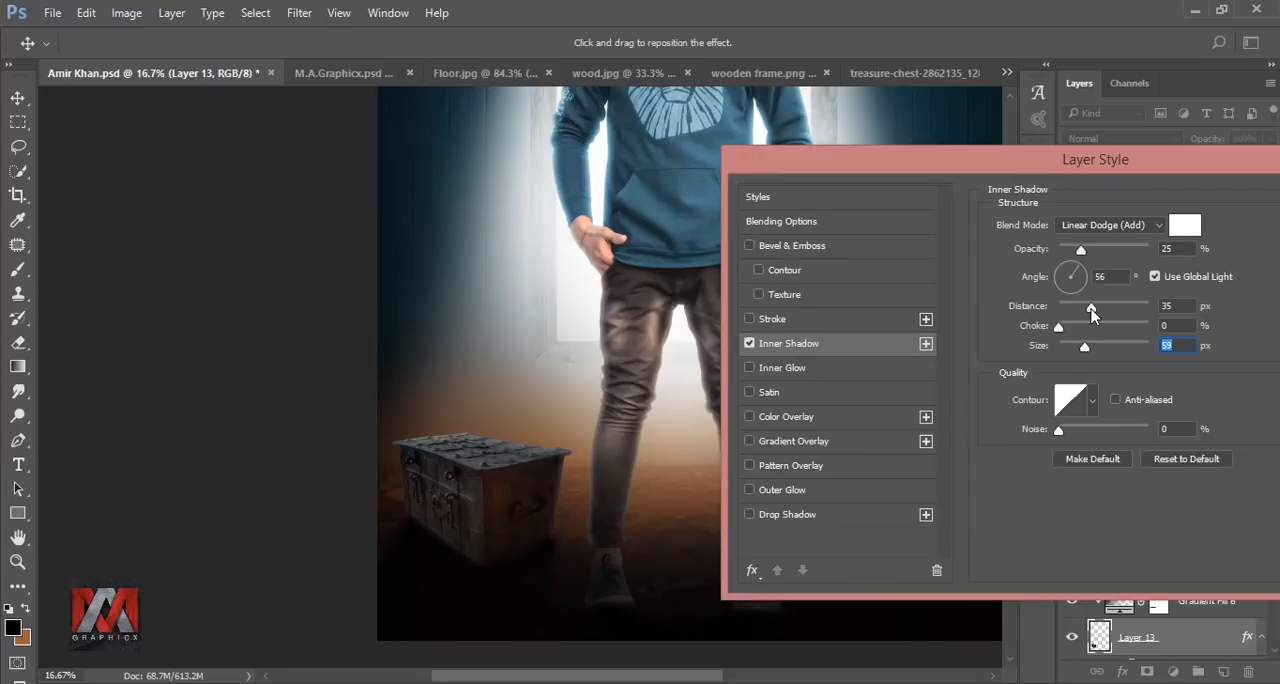 Ps File Edit Image Layer Type Select Filter View Window Help
Click and drag to reposition the effect.
Amir Khan.psd @ 16.7% (Layer 13, RGB/8) * × M.A.Graphicx.psd ... × Floor.jpg @ 84.3% (... × wood.jpg @ 33.3% ... × wooden frame.png ... × treasure-chest-2862135_12
Layers Channels
Kind
Normal Opacity: 100%
Layer Style
Styles
Blending Options
Bevel & Emboss
Contour
Texture
Stroke
Inner Shadow
Inner Glow
Satin
Color Overlay
Gradient Overlay
Pattern Overlay
Outer Glow
Drop Shadow
fx
Inner Shadow
Structure
Blend Mode: Linear Dodge (Add)
Opacity: 25 %
Angle: 56 ° Use Global Light
Distance: 35 px
Choke: 0 %
Size: 59 px
Quality
Contour: Anti-aliased
Noise: 0 %
Make Default Reset to Default
Gradient Fill 6
Layer 13 fx
MA
GRAPHICX
16.67% Doc: 68.7M/613.2M